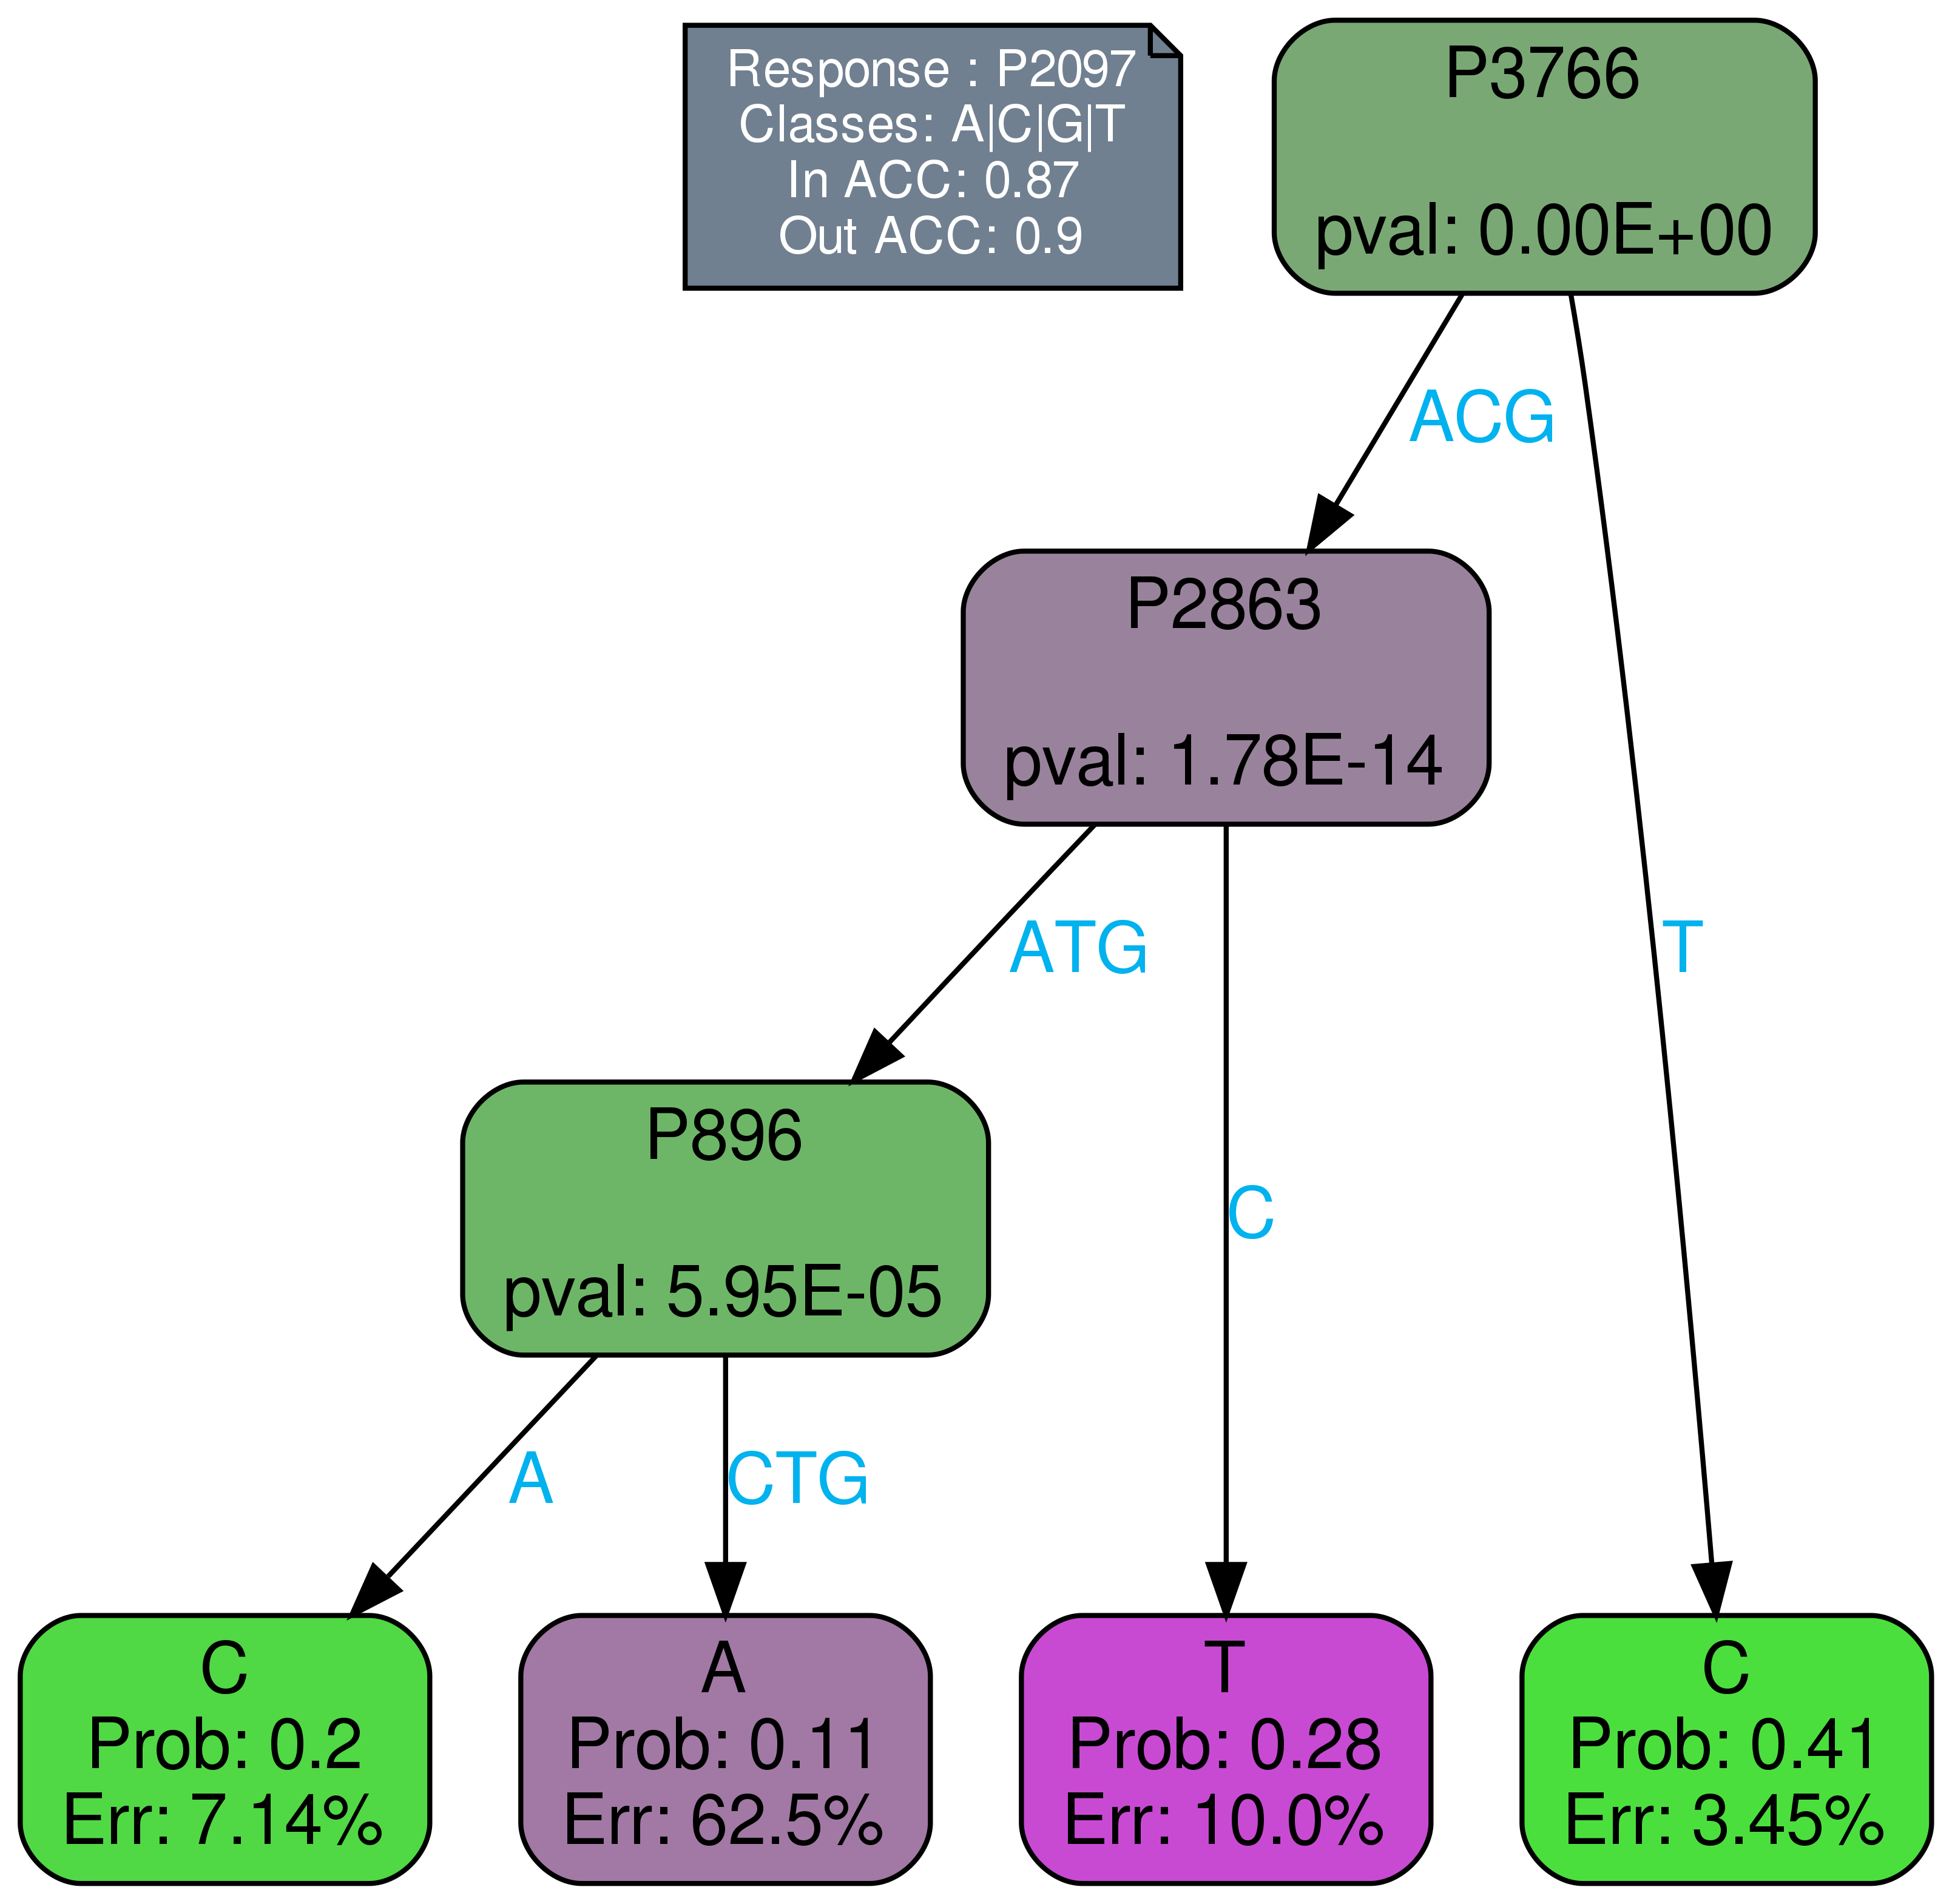 Response : P2097
Classes: A|C|G|T
In ACC: 0.87
Out ACC: 0.9
P3766
pval: 0.00E+00
ACG
T
P2863
pval: 1.78E-14
ATG
C
P896
pval: 5.95E-05
A
CTG
C
Prob: 0.2
Err: 7.14%
A
Prob: 0.11
Err: 62.5%
T
Prob: 0.28
Err: 10.0%
C
Prob: 0.41
Err: 3.45%